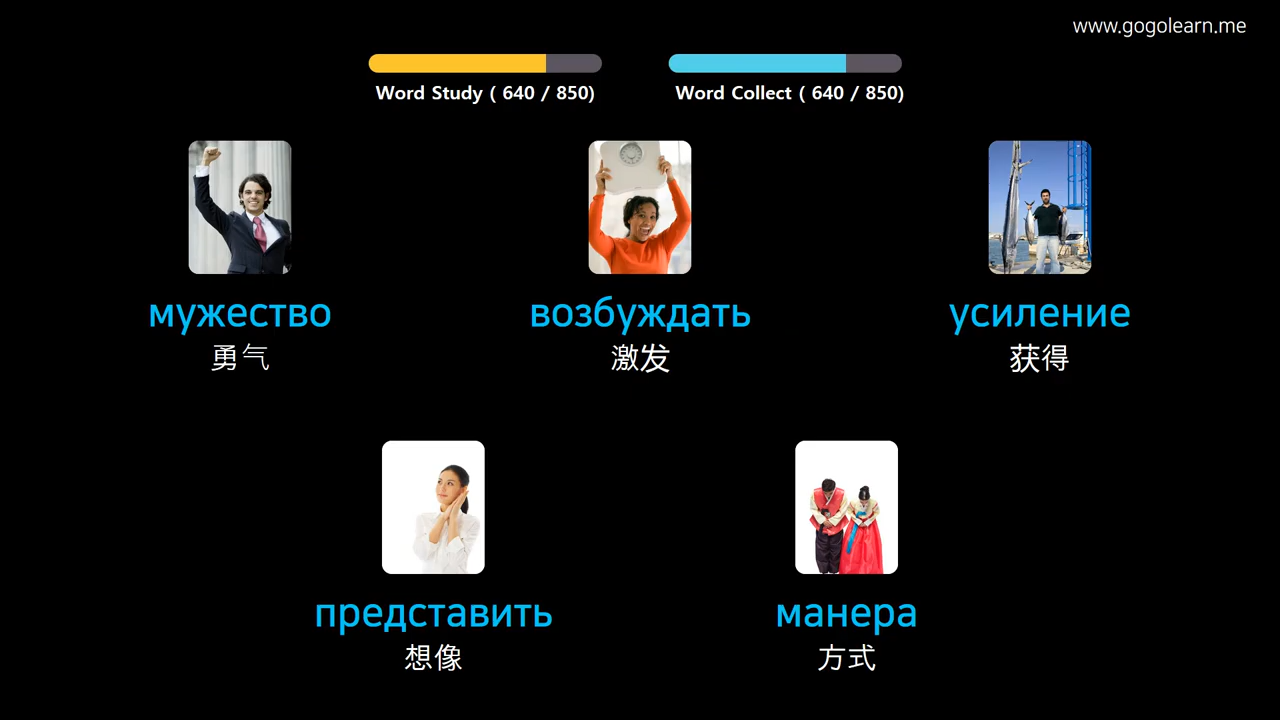 www.gogolearn.me
Word Study ( 640 / 850)
Word Collect ( 640 / 850)
мужество
勇气
возбуждать
激发
усиление
获得
представить
想像
манера
方式